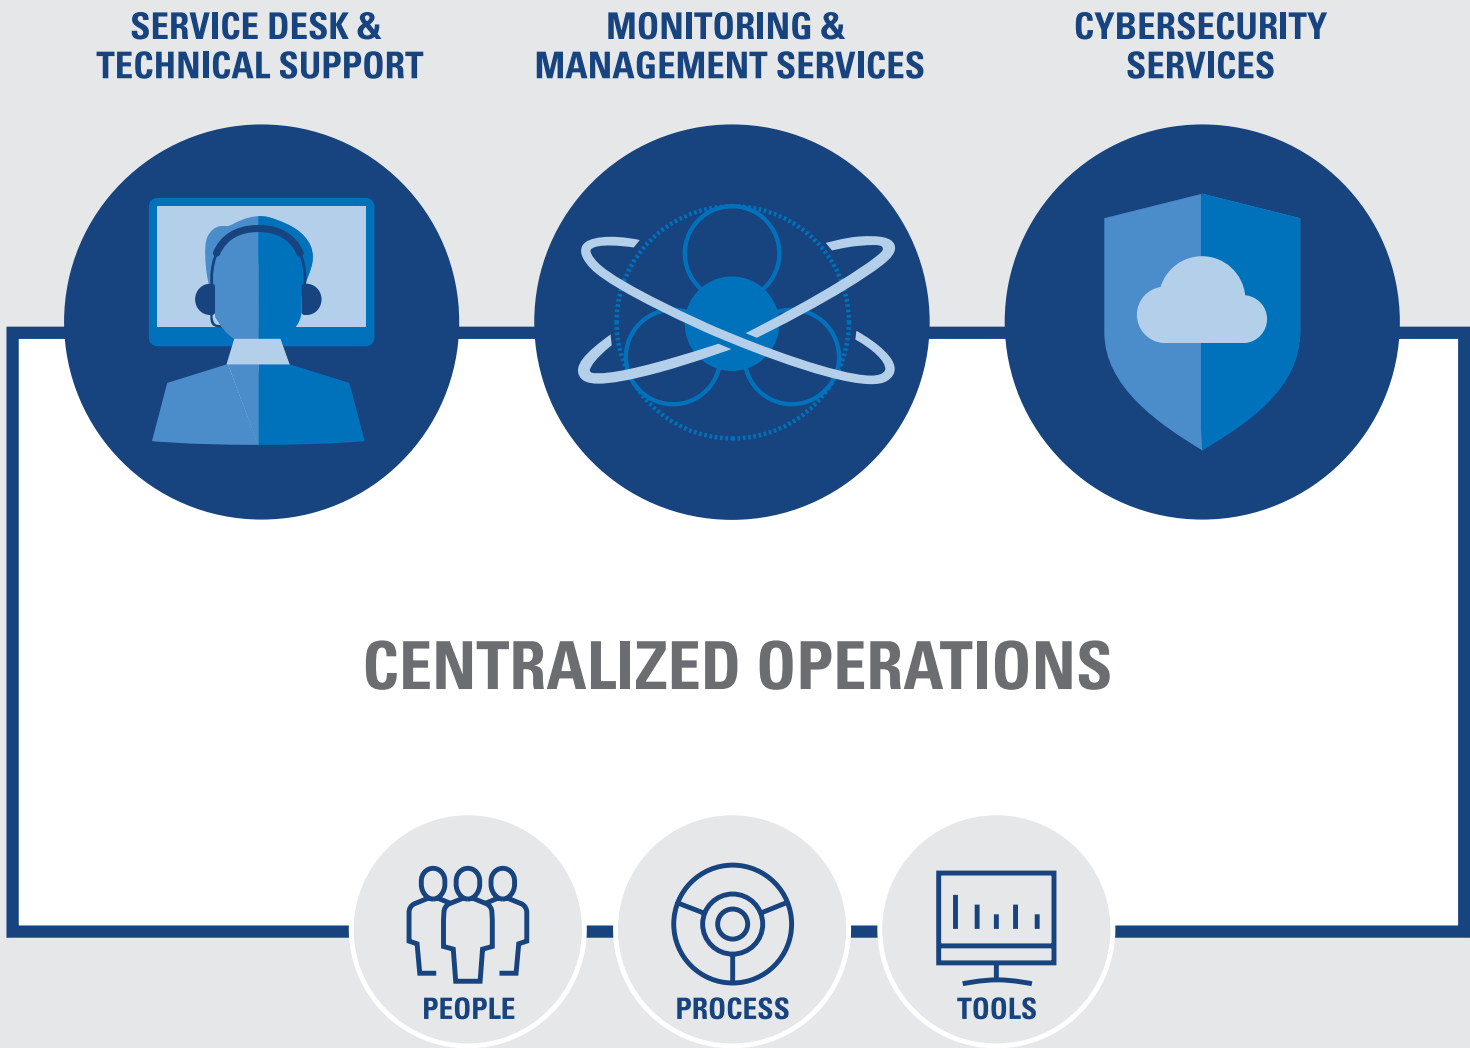 SERVICE DESK &
TECHNICAL SUPPORT
MONITORING &
MANAGEMENT SERVICES
CYBERSECURITY
SERVICES
CENTRALIZED OPERATIONS
PEOPLE
PROCESS
TOOLS